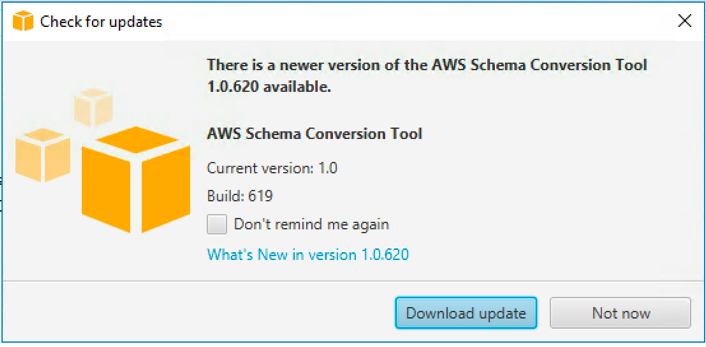 Check for updates
There is a newer version of the AWS Schema Conversion Tool
1.0.620 available.
AWS Schema Conversion Tool
Current version: 1.0
Build: 619
Don't remind me again
What's New in version 1.0.620
Download update
Not now